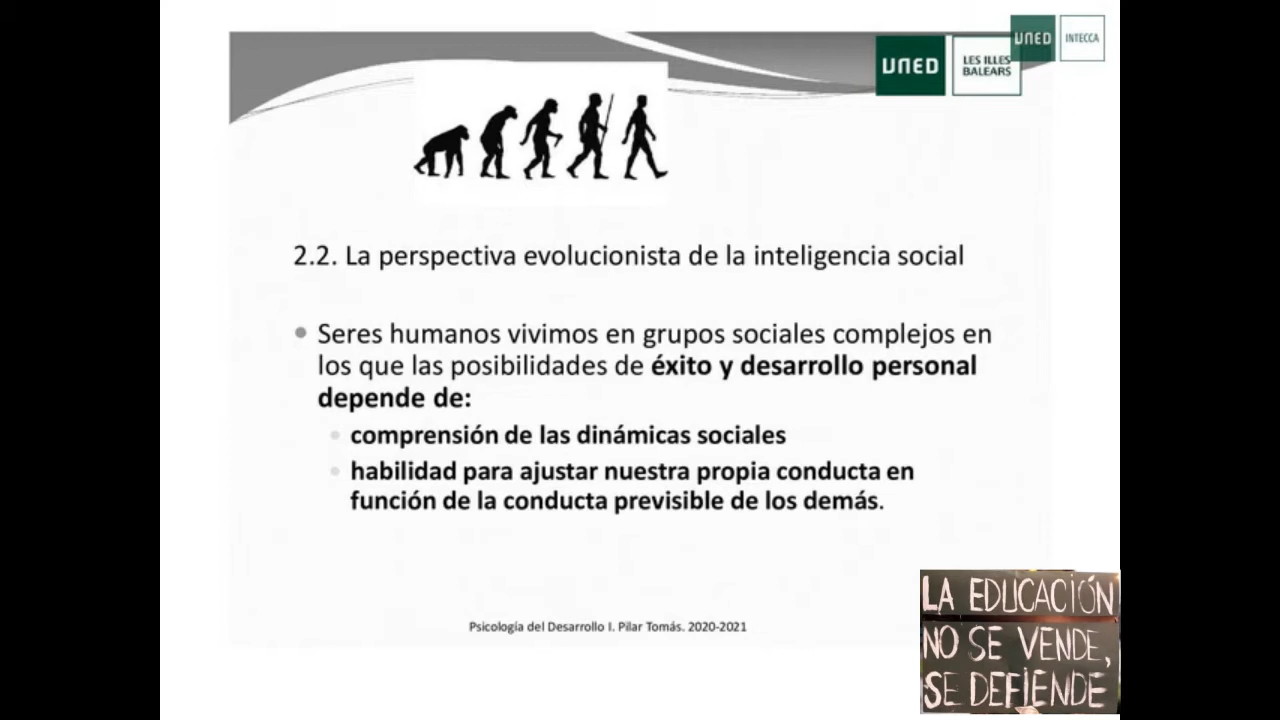 UNED
INTECCA
UNED
LES ILLES
BALEARS
2.2. La perspectiva evolucionista de la inteligencia social
Seres humanos vivimos en grupos sociales complejos en
los que las posibilidades de éxito y desarrollo personal
depende de:
comprensión de las dinámicas sociales
habilidad para ajustar nuestra propia conducta en
función de la conducta previsible de los demás.
Psicología del Desarrollo I. Pilar Tomás. 2020-2021
LA EDUCACIÓN
NO SE VENDE,
SE DEFIENDE